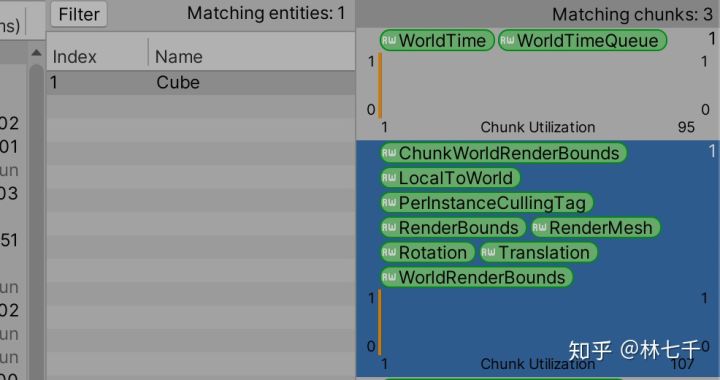 ms)
Filter
Matching entities: 1
Index Name
1 Cube
02
01
un
03
51
un
02
un
un
00
Matching chunks: 3
RW WorldTime RW WorldTimeQueue 1
1 1
0 0
1 Chunk Utilization 95
RW ChunkWorldRenderBounds 1
RW LocalToWorld
RW PerInstanceCullingTag
RW RenderBounds RW RenderMesh
RW Rotation RW Translation
RW WorldRenderBounds
1 1
0 0
1 Chunk Utilization 107
知乎 @林七千